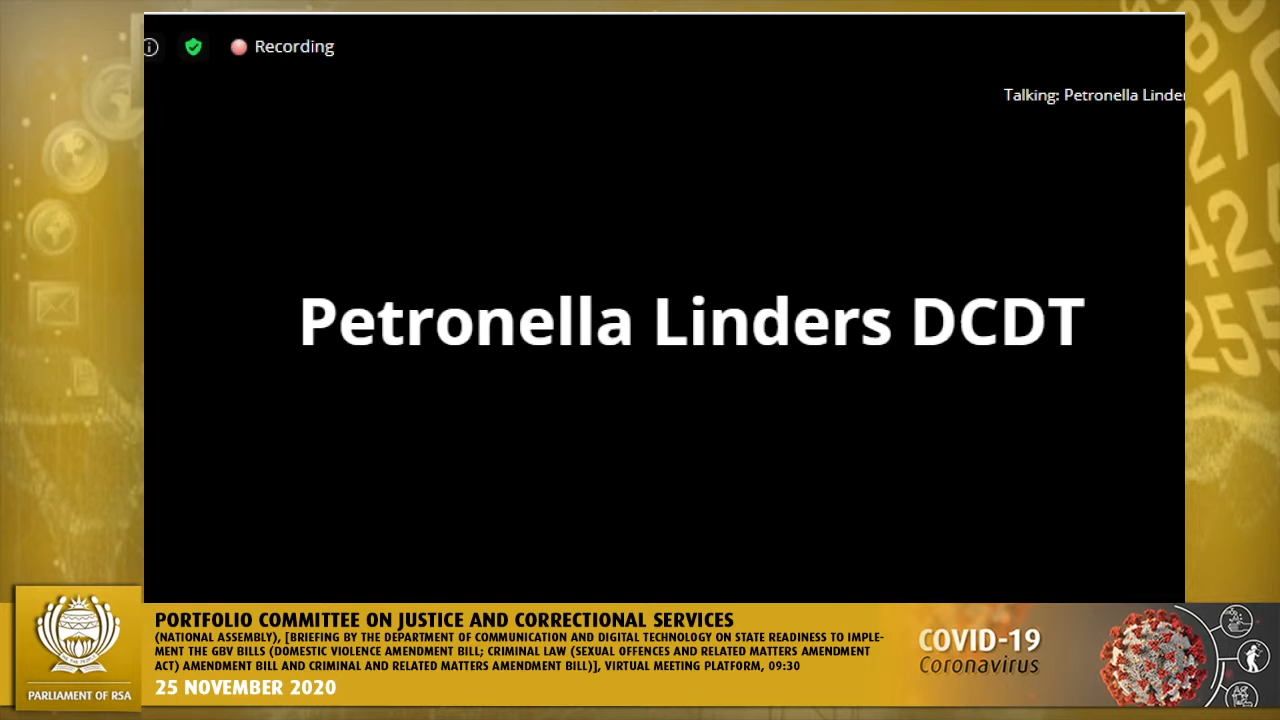 Recording
Talking: Petronella Linder
Petronella Linders DCDT
PORTFOLIO COMMITTEE ON JUSTICE AND CORRECTIONAL SERVICES
(NATIONAL ASSEMBLY), [BRIEFING BY THE DEPARTMENT OF COMMUNICATION AND DIGITAL TECHNOLOGY ON STATE READINESS TO IMPLE-
MENT THE GBV BILLS (DOMESTIC VIOLENCE AMENDMENT BILL; CRIMINAL LAW (SEXUAL OFFENCES AND RELATED MATTERS AMENDMENT
ACT) AMENDMENT BILL AND CRIMINAL AND RELATED MATTERS AMENDMENT BILL)], VIRTUAL MEETING PLATFORM, 09:30
25 NOVEMBER 2020
PARLIAMENT OF RSA
COVID-19
Coronavirus
27
42
255